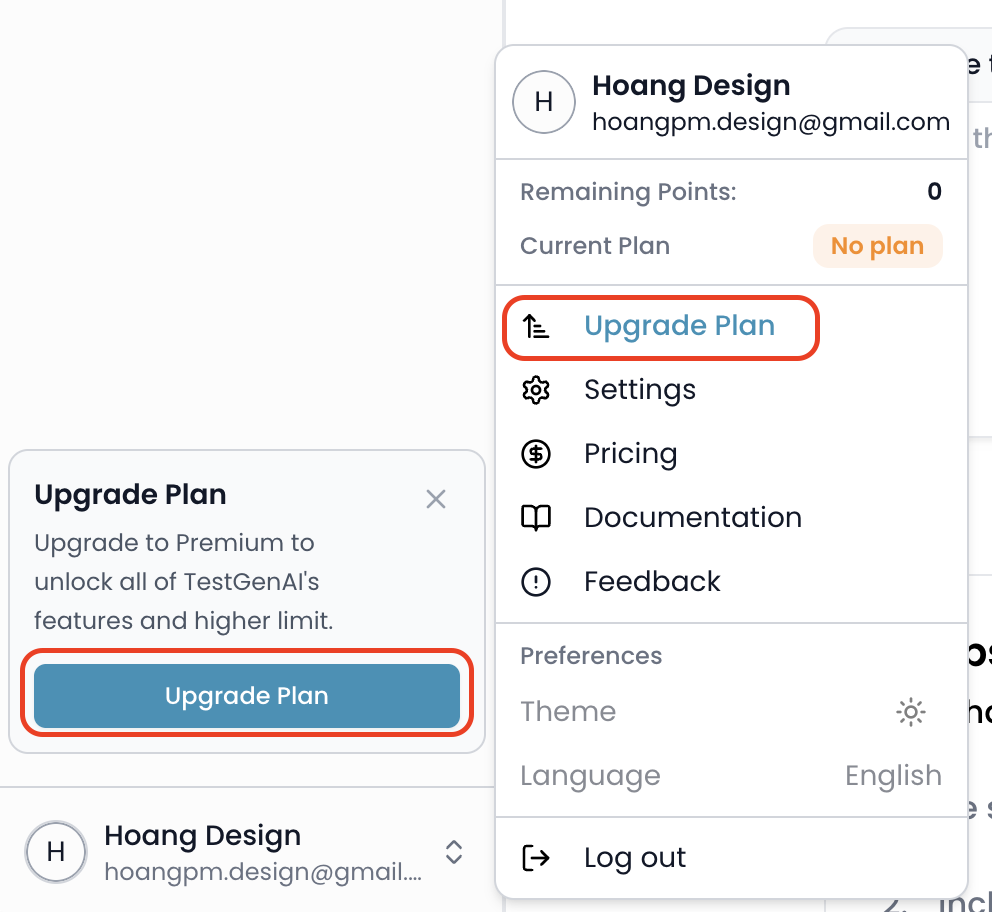 H
Hoang Design
hoangpm.design@gmail.com
Remaining Points:
0
Current Plan
No plan
Upgrade Plan
Settings
Pricing
Documentation
Feedback
Preferences
Theme
Language
English
Log out
Upgrade Plan
Upgrade to Premium to
unlock all of TestGenAI's
features and higher limit.
Upgrade Plan
H
Hoang Design
hoangpm.design@gmail....